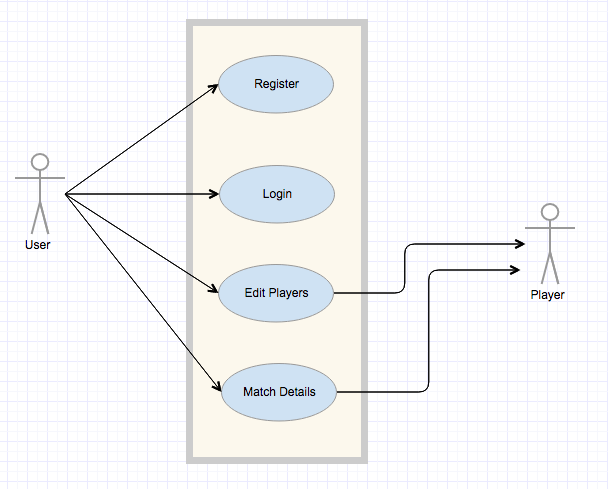 Register
Login
User
Edit Players
Player
Match Details